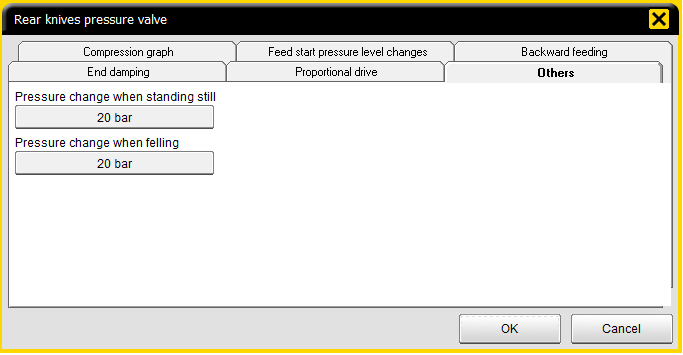 Rear knives pressure valve
Compression graph
Feed start pressure level changes
Backward feeding
End damping
Proportional drive
Others
Pressure change when standing still
20 bar
Pressure change when felling
20 bar
OK
Cancel